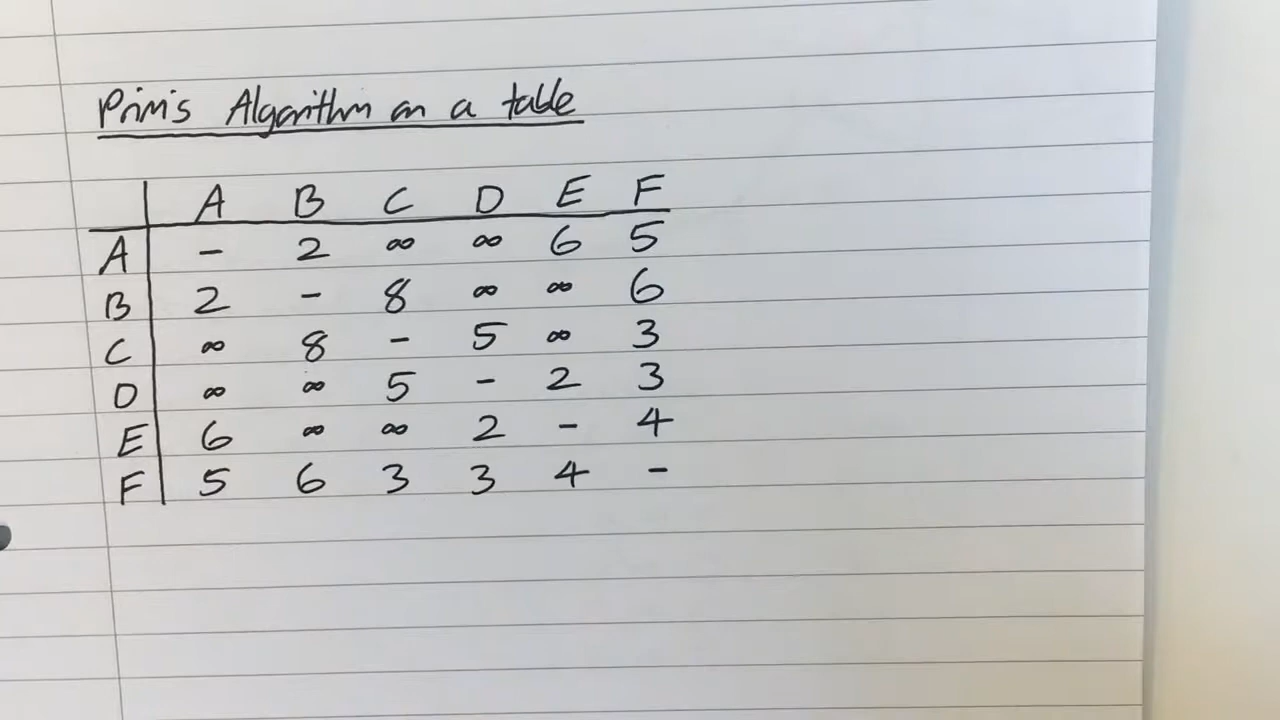 Prim's Algorithm on a table
A B C D E F
A - 2 ∞ ∞ 6 5
B 2 - 8 ∞ ∞ 6
C ∞ 8 - 5 ∞ 3
D ∞ ∞ 5 - 2 3
E 6 ∞ ∞ 2 - 4
F 5 6 3 3 4 -